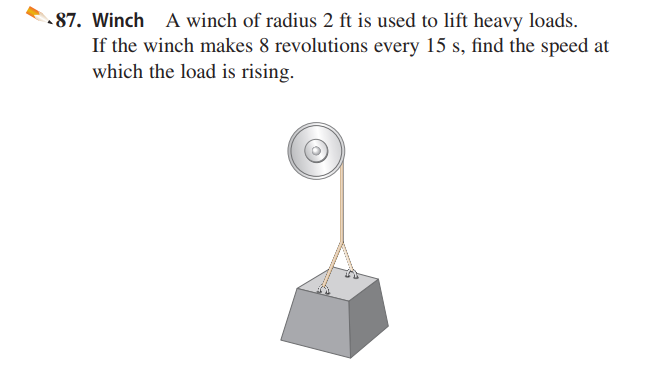 87. Winch A winch of radius 2 ft is used to lift heavy loads.
If the winch makes 8 revolutions every 15 s, find the speed at
which the load is rising.